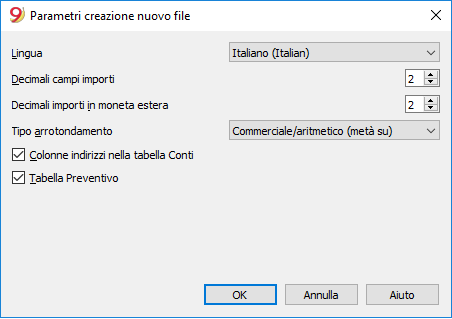 9 Parametri creazione nuovo file
Lingua Italiano (Italian)
Decimali campi importi 2
Decimali importi in moneta estera 2
Tipo arrotondamento Commerciale/aritmetico (metà su)
Colonne indirizzi nella tabella Conti
Tabella Preventivo
OK Annulla Aiuto